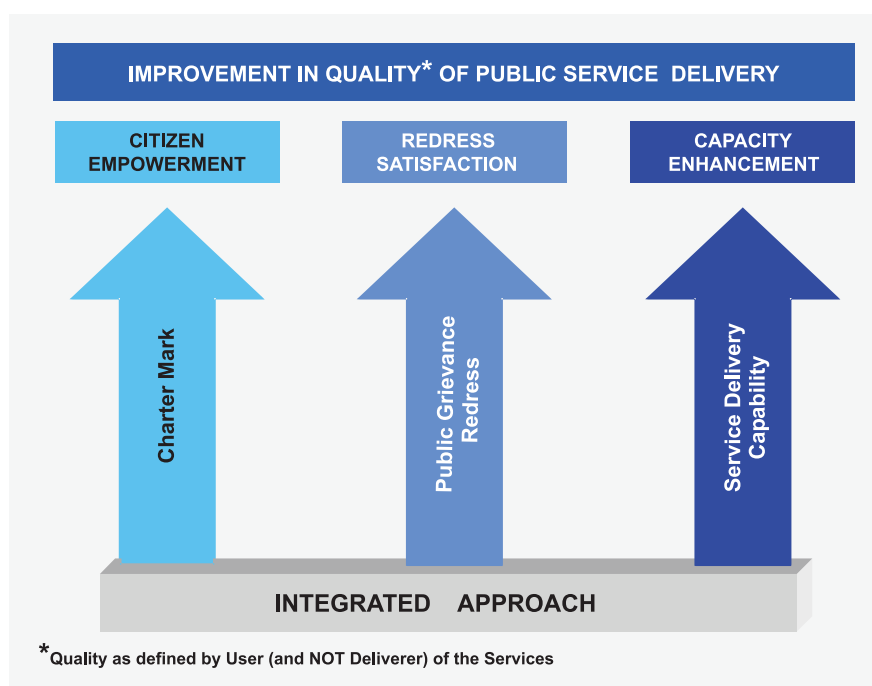 IMPROVEMENT IN QUALITY* OF PUBLIC SERVICE DELIVERY
CITIZEN
EMPOWERMENT
REDRESS
SATISFACTION
CAPACITY
ENHANCEMENT
Charter Mark
Public Grievance
Redress
Service Delivery
Capability
INTEGRATED APPROACH
*Quality as defined by User (and NOT Deliverer) of the Services